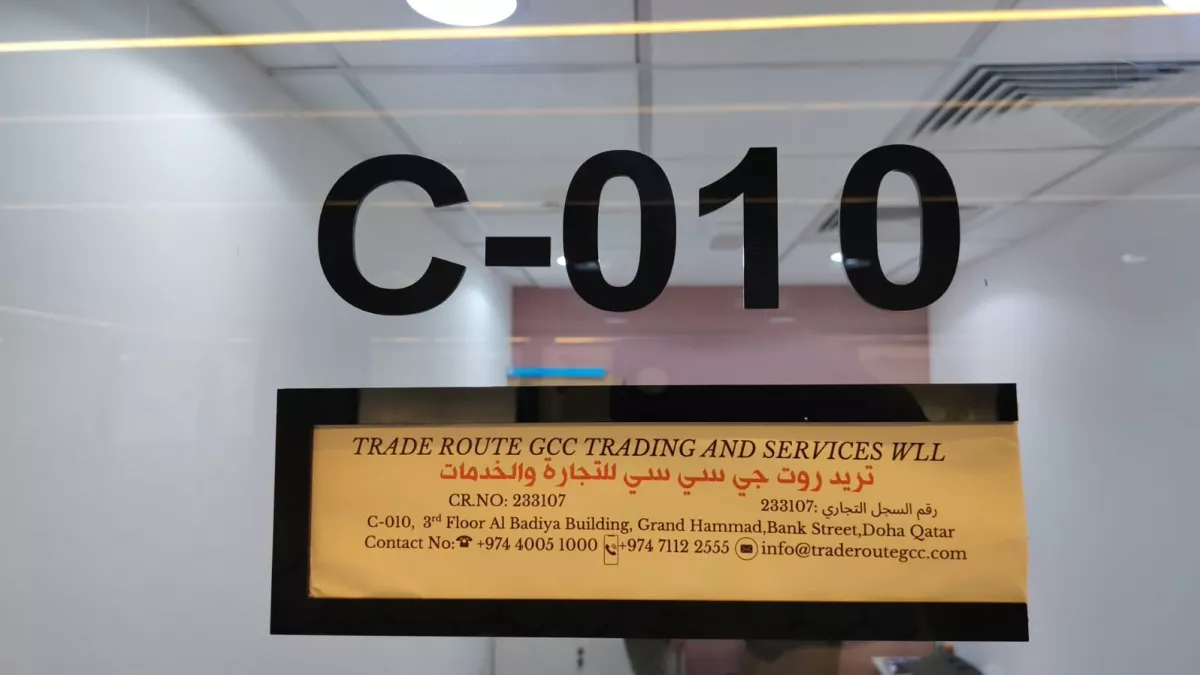 C-010
TRADE ROUTE GCC TRADING AND SERVICES WLL
تريد روت جي سي سي للتجارة والخدمات
CR.NO: 233107 رقم السجل التجاري :233107
C-010, 3rd Floor Al Badiya Building, Grand Hammad,Bank Street,Doha Qatar
Contact No: +974 4005 1000 +974 7112 2555 info@traderoutegcc.com